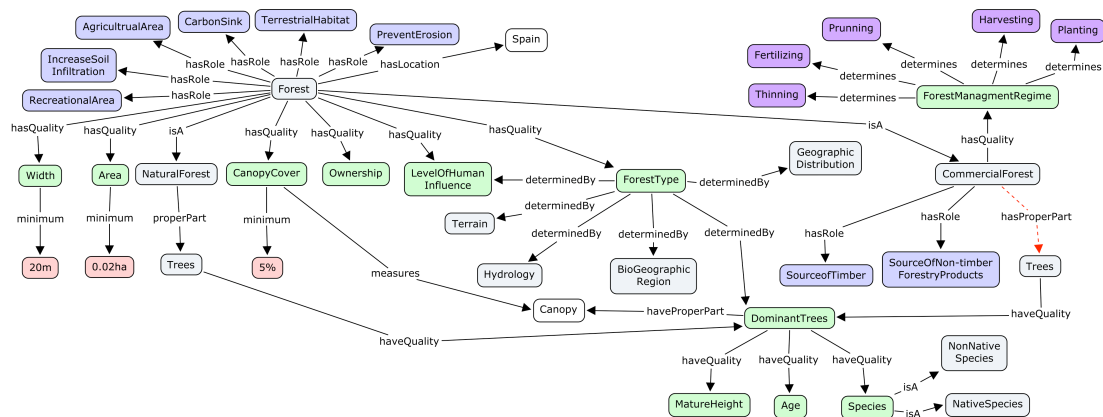 AgricultrualArea
CarbonSink
TerrestrialHabitat
PreventErosion
Spain
IncreaseSoil
Infiltration
RecreationalArea
hasRole
hasRole
hasRole
hasRole
hasRole
hasRole
hasLocation
Forest
Prunning
Harvesting
Planting
Fertilizing
Thinning
determines
determines
determines
determines
determines
ForestManagmentRegime
hasQuality
hasQuality
isA
hasQuality
hasQuality
hasQuality
hasQuality
isA
hasQuality
Width
Area
NaturalForest
CanopyCover
Ownership
LevelOfHuman
Influence
ForestType
Geographic
Distribution
CommercialForest
determinedBy
determinedBy
determinedBy
determinedBy
determinedBy
determinedBy
minimum
minimum
properPart
minimum
measures
Terrain
Hydrology
BioGeographic
Region
hasRole
hasRole
hasProperPart
20m
0.02ha
Trees
5%
SourceofTimber
SourceOfNon-timber
ForestryProducts
Trees
Canopy
haveProperPart
DominantTrees
haveQuality
haveQuality
haveQuality
haveQuality
haveQuality
MatureHeight
Age
Species
isA
isA
NonNative
Species
NativeSpecies